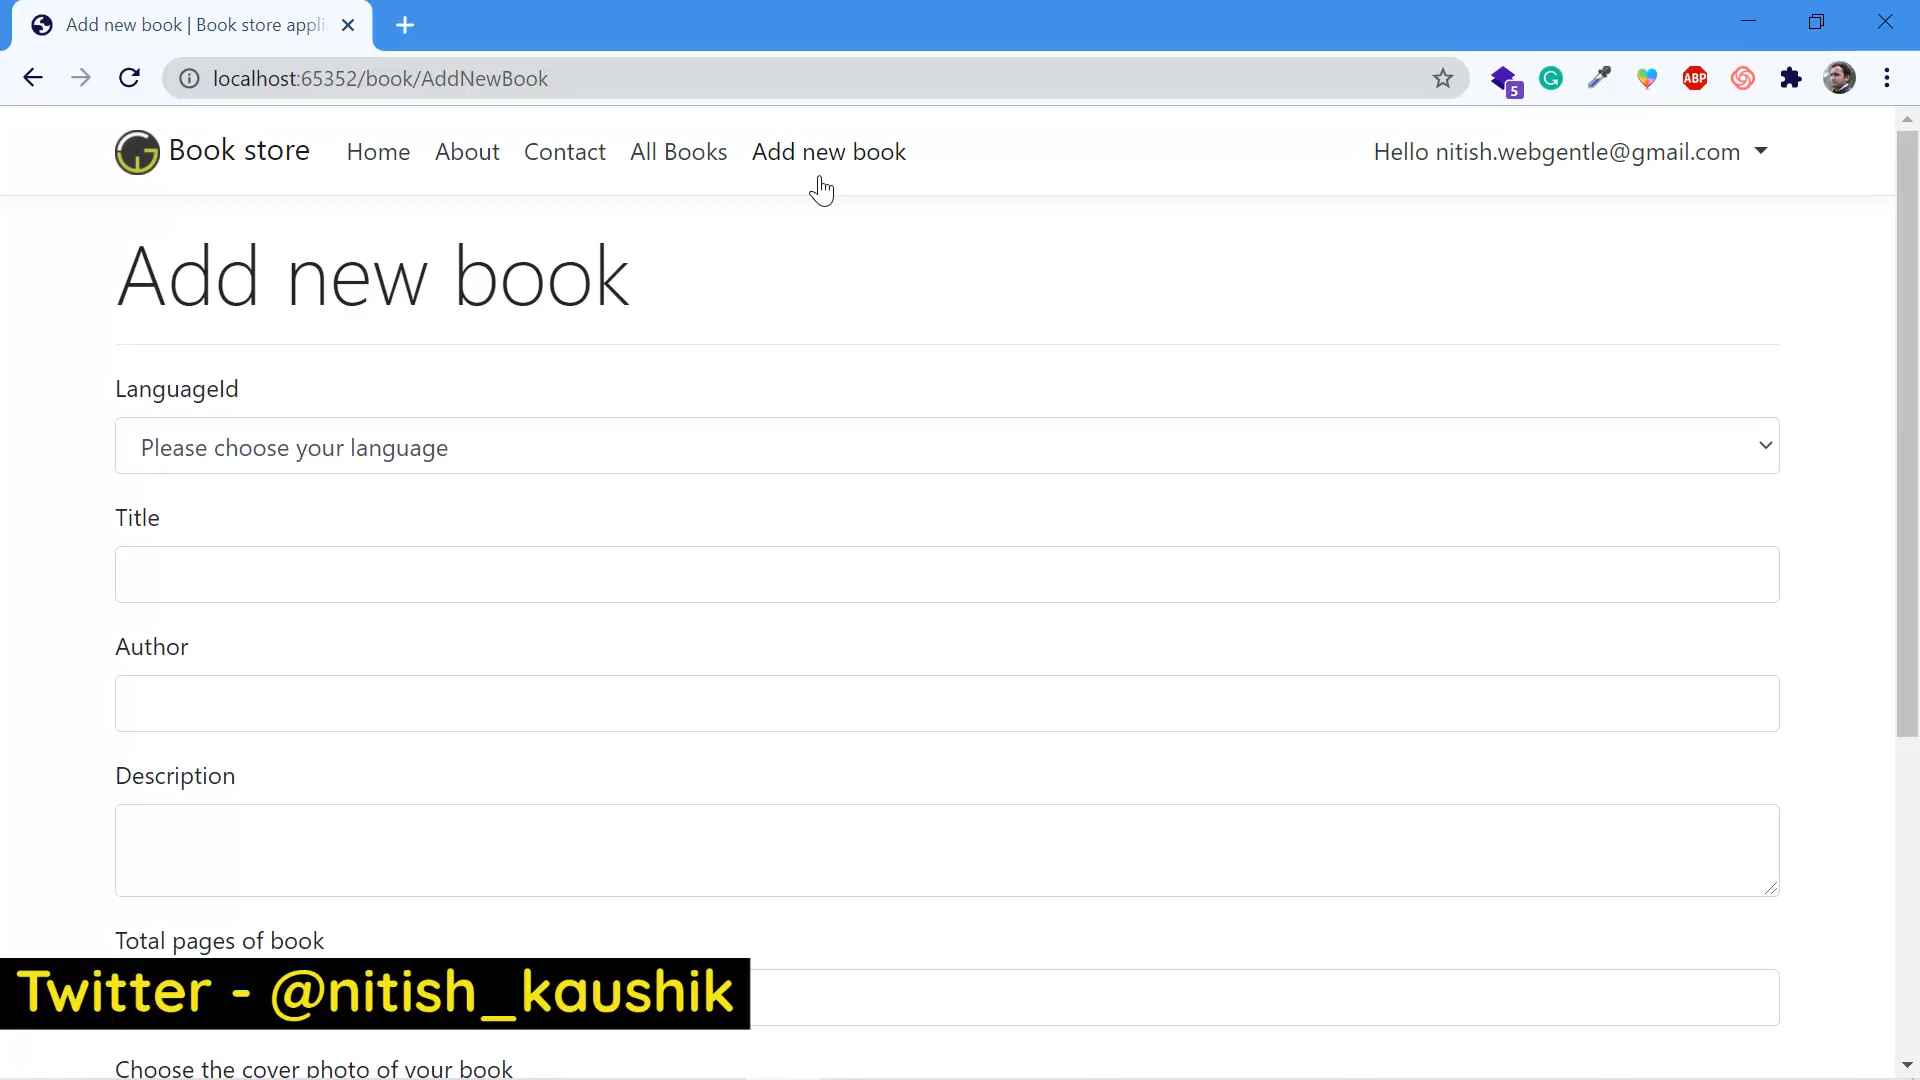 Add new book | Book store appli
localhost:65352/book/AddNewBook
5
ABP
Book store Home About Contact All Books Add new book Hello nitish.webgentle@gmail.com
Add new book
LanguageId
Please choose your language
Title
Author
Description
Total pages of book
Twitter - @nitish_kaushik
Choose the cover photo of your book